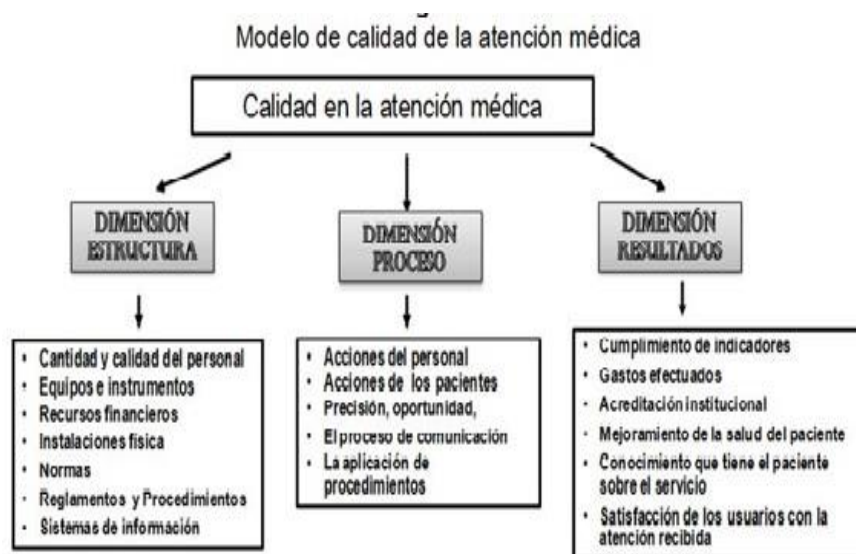 Modelo de calidad de la atención médica
Calidad en la atención médica
DIMENSIÓN
ESTRUCTURA
DIMENSIÓN
PROCESO
DIMENSIÓN
RESULTADOS
• Cantidad y calidad del personal
• Equipos e instrumentos
• Recursos financieros
• Instalaciones física
• Normas
• Reglamentos y Procedimientos
• Sistemas de información
• Acciones del personal
• Acciones de los pacientes
• Precisión, oportunidad,
• El proceso de comunicación
• La aplicación de
procedimientos
• Cumplimiento de indicadores
• Gastos efectuados
• Acreditación institucional
• Mejoramiento de la salud del paciente
• Conocimiento que tiene el paciente
sobre el servicio
• Satisfacción de los usuarios con la
atención recibida